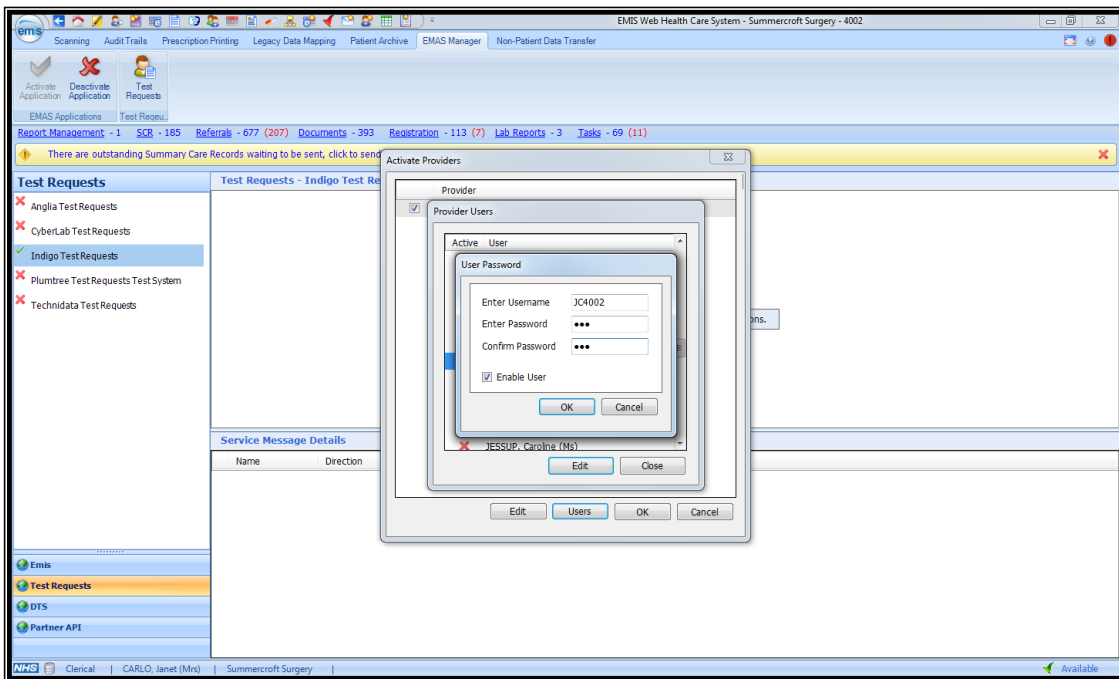 EMIS Web Health Care System - Summercroft Surgery - 4002
emis
Scanning Audit Trails Prescription Printing Legacy Data Mapping Patient Archive EMAS Manager Non-Patient Data Transfer
Activate Application Deactivate Application Test Requests
EMAS Applications Test Reqeu..
Report Management - 1 SCR - 185 Referrals - 677 (207) Documents - 393 Registration - 113 (7) Lab Reports - 3 Tasks - 69 (11)
There are outstanding Summary Care Records waiting to be sent, click to send
Test Requests
Anglia Test Requests
CyberLab Test Requests
Indigo Test Requests
Plumtree Test Requests Test System
Technidata Test Requests
Test Requests - Indigo Test Re
ons.
Service Message Details
Name Direction
Activate Providers
Provider
Provider Users
Active User
User Password
Enter Username JC4002
Enter Password ●●●
Confirm Password ●●●
Enable User
OK Cancel
JESSUP, Caroline (Ms)
Edit Close
Edit Users OK Cancel
Emis
Test Requests
DTS
Partner API
NHS Clerical | CARLO, Janet (Mrs) | Summercroft Surgery | Available